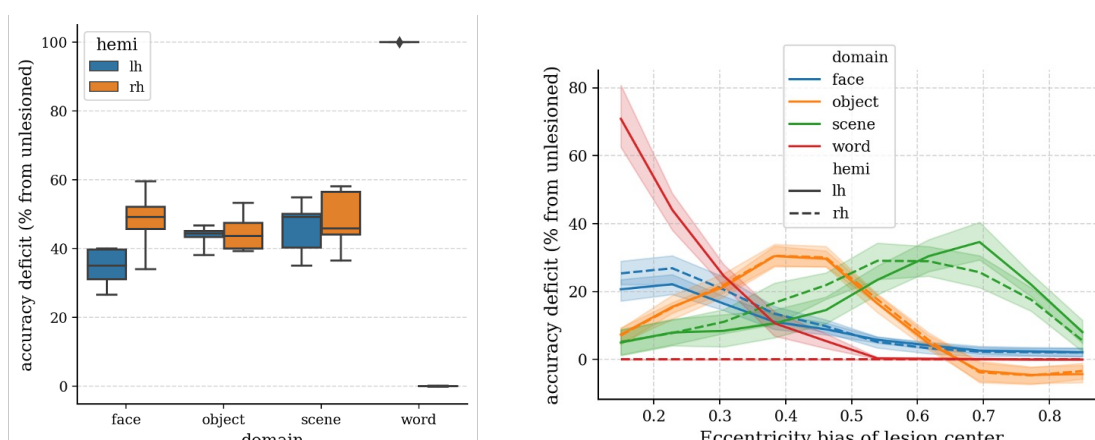 accuracy deficit (% from unlesioned)
100
80
60
40
20
0
hemi
lh
rh
face
object
scene
word
domain
accuracy deficit (% from unlesioned)
80
60
40
20
0
domain
face
object
scene
word
hemi
lh
rh
0.2
0.3
0.4
0.5
0.6
0.7
0.8
Eccentricity bias of lesion center